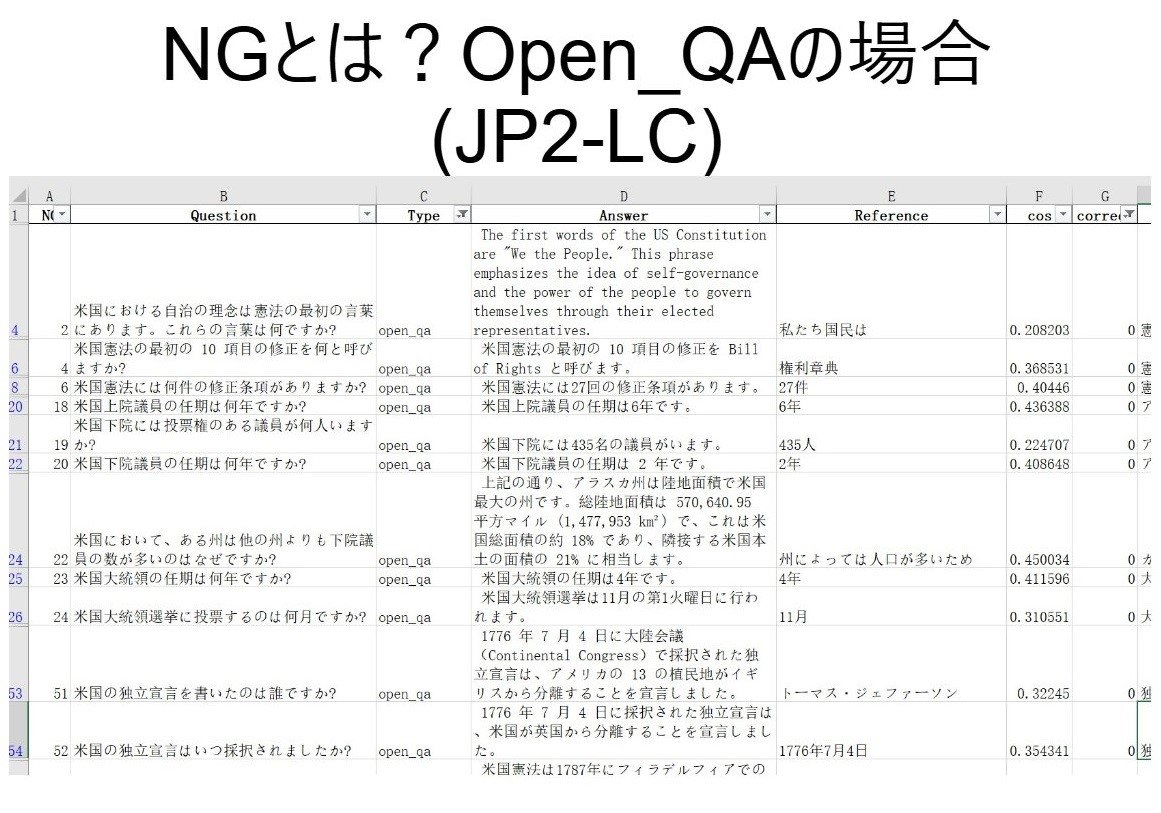 NGとは？Open_QAの場合
(JP2-LC)
A B C D E F G
1 NO Question Type Answer Reference cos correc
The first words of the US Constitution
are "We the People." This phrase
emphasizes the idea of self-governance
and the power of the people to govern
米国における自治の理念は憲法の最初の言葉 themselves through their elected
4 2 にあります。これらの言葉は何ですか? open_qa representatives. 私たち国民は 0.208203 0 憲
米国憲法の最初の 10 項目の修正を何と呼び 米国憲法の最初の 10 項目の修正を Bill
6 4 ますか? open_qa of Rights と呼びます。 権利章典 0.368531 0 憲
8 6 米国憲法には何件の修正条項がありますか? open_qa 米国憲法には27回の修正条項があります。 27件 0.40446 0 憲
20 18 米国上院議員の任期は何年ですか? open_qa 米国上院議員の任期は6年です。 6年 0.436388 0 ア
米国下院には投票権のある議員が何人います
21 19 か? open_qa 米国下院には435名の議員がいます。 435人 0.224707 0 ア
22 20 米国下院議員の任期は何年ですか? open_qa 米国下院議員の任期は 2 年です。 2年 0.408648 0 ア
上記の通り、アラスカ州は陸地面積で米国
最大の州です。総陸地面積は 570,640.95
平方マイル (1,477,953 km²) で、これは米
米国において、ある州は他の州よりも下院議 国総面積の約 18% であり、隣接する米国本
24 22 員の数が多いのはなぜですか? open_qa 土の面積の 21% に相当します。 州によっては人口が多いため 0.450034 0 か
25 23 米国大統領の任期は何年ですか? open_qa 米国大統領の任期は4年です。 4年 0.411596 0 大
米国大統領選挙は11月の第1火曜日に行わ
26 24 米国大統領選挙に投票するのは何月ですか? open_qa れます。 11月 0.310551 0 大
1776 年 7 月 4 日に大陸会議
（Continental Congress）で採択された独
立宣言は、アメリカの 13 の植民地がイギ
53 51 米国の独立宣言を書いたのは誰ですか? open_qa リスから分離することを宣言しました。 トーマス・ジェファーソン 0.32245 0 独
1776 年 7 月 4 日に採択された独立宣言は
、米国が英国から分離することを宣言しまし
54 52 米国の独立宣言はいつ採択されましたか? open_qa た。 1776年7月4日 0.354341 0 独
米国憲法は1787年にフィラデルフィアでの